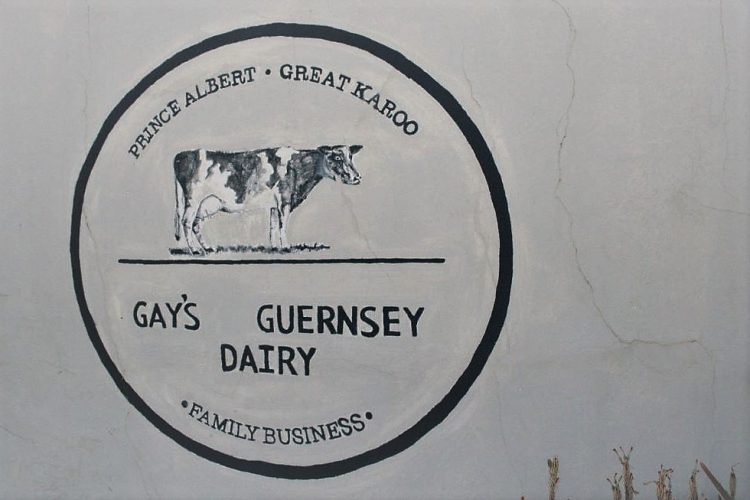 PRINCE ALBERT • GREAT KAROO
GAY'S GUERNSEY
DAIRY
•FAMILY BUSINESS•